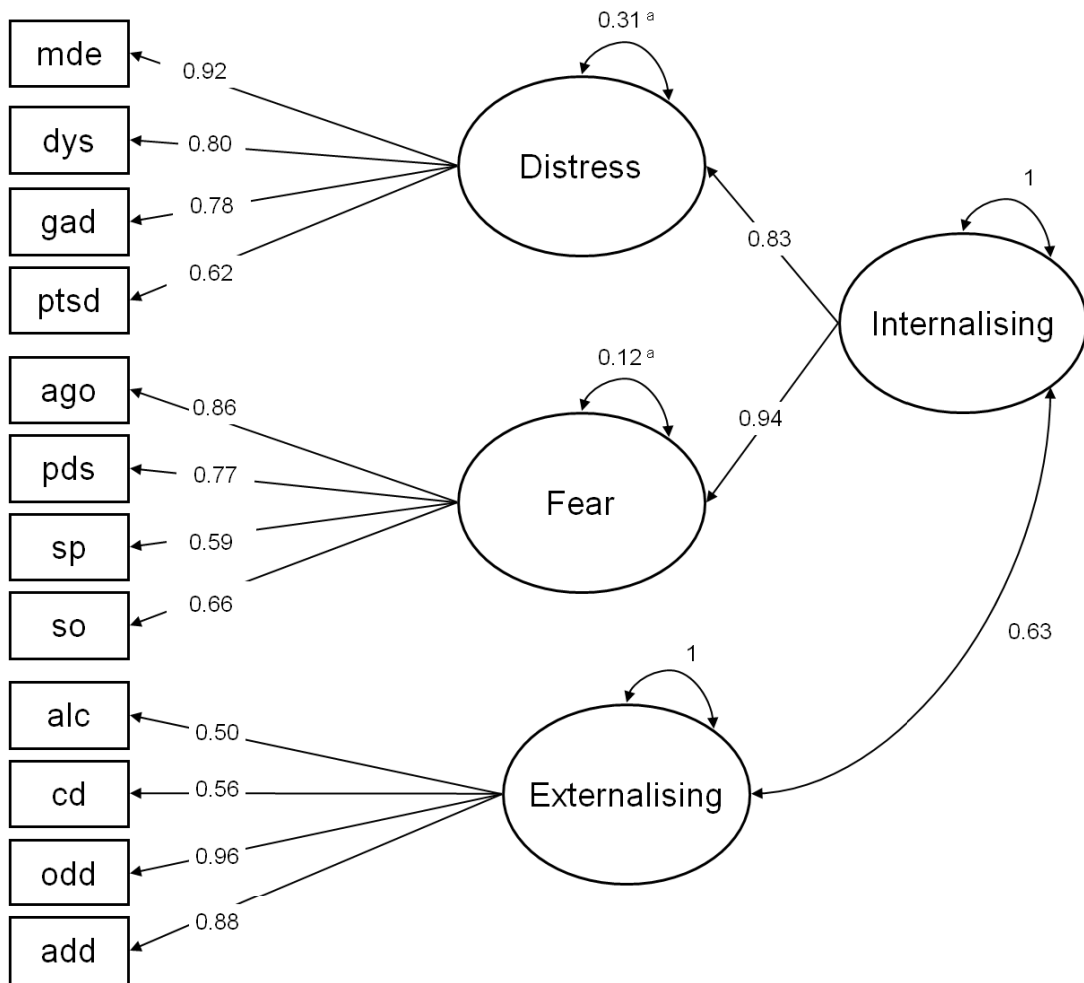 mde
dys
gad
ptsd
ago
pds
sp
so
alc
cd
odd
add
0.92
0.80
0.78
0.62
0.86
0.77
0.59
0.66
0.50
0.56
0.96
0.88
0.31 a
Distress
0.12 a
Fear
1
Externalising
0.83
0.94
1
Internalising
0.63